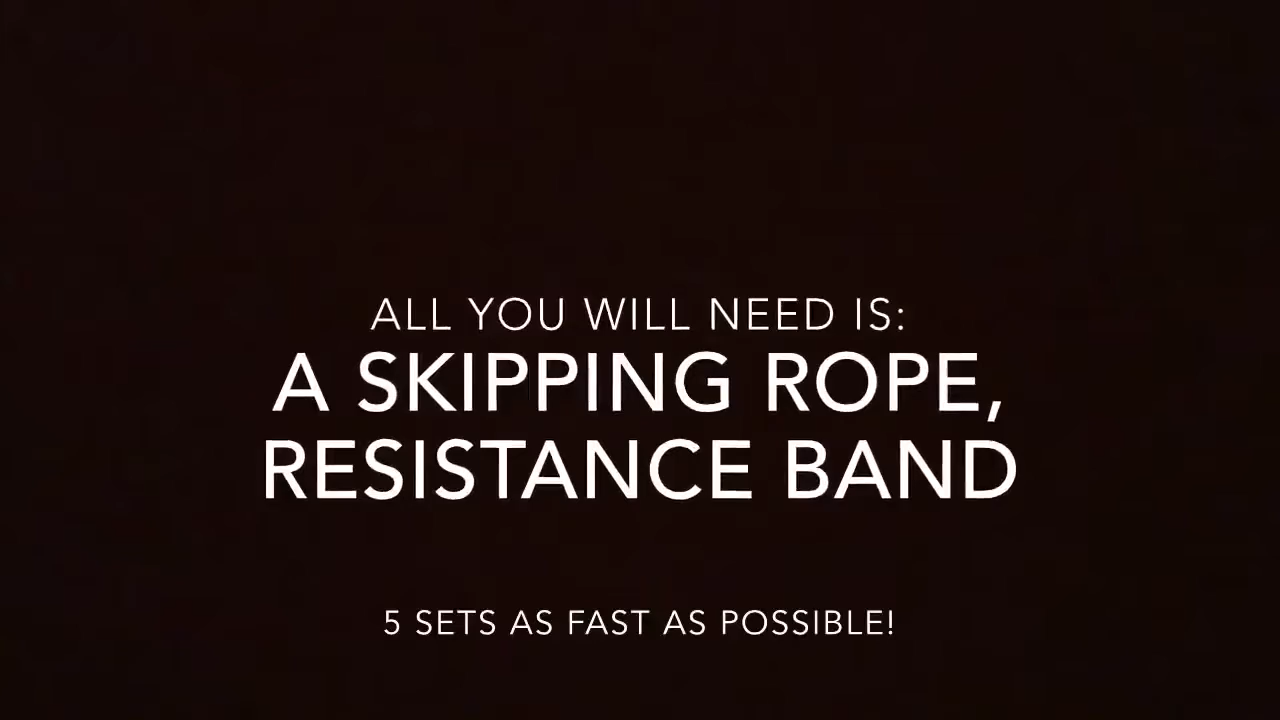 ALL YOU WILL NEED IS:
A SKIPPING ROPE,
RESISTANCE BAND
5 SETS AS FAST AS POSSIBLE!